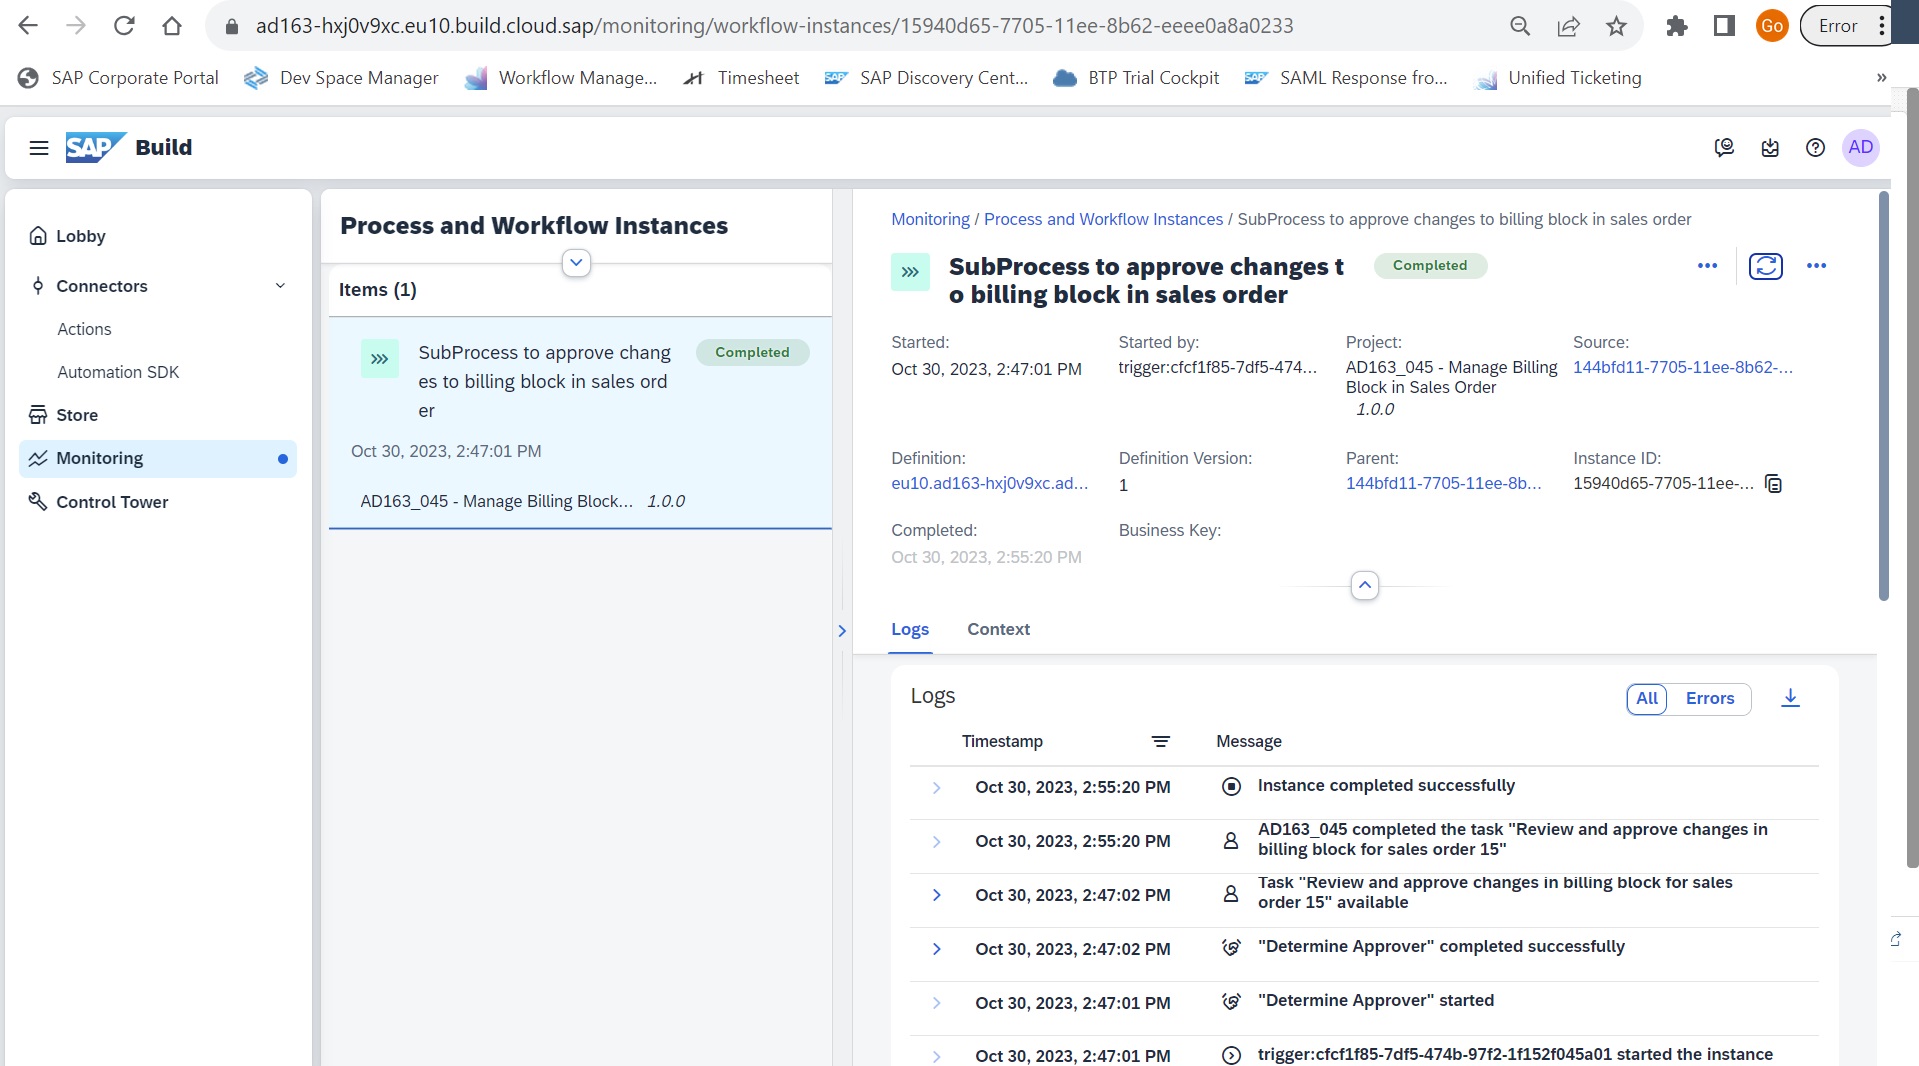 ad163-hxj0v9xc.eu10.build.cloud.sap/monitoring/workflow-instances/15940d65-7705-11ee-8b62-eeee0a8a0233
Go
Error
SAP Corporate Portal
Dev Space Manager
Workflow Manage...
Timesheet
SAP Discovery Cent...
BTP Trial Cockpit
SAML Response fro...
Unified Ticketing
»
SAP Build
AD
Lobby
Connectors
Actions
Automation SDK
Store
Monitoring
Control Tower
Process and Workflow Instances
Items (1)
SubProcess to approve chang
es to billing block in sales ord
er
Completed
Oct 30, 2023, 2:47:01 PM
AD163_045 - Manage Billing Block... 1.0.0
Monitoring / Process and Workflow Instances / SubProcess to approve changes to billing block in sales order
SubProcess to approve changes t
o billing block in sales order
Completed
Started:
Oct 30, 2023, 2:47:01 PM
Started by:
trigger:cfcf1f85-7df5-474...
Project:
AD163_045 - Manage Billing
Block in Sales Order
1.0.0
Source:
144bfd11-7705-11ee-8b62-...
Definition:
eu10.ad163-hxj0v9xc.ad...
Definition Version:
1
Parent:
144bfd11-7705-11ee-8b...
Instance ID:
15940d65-7705-11ee-...
Completed:
Oct 30, 2023, 2:55:20 PM
Business Key:
Logs
Context
Logs
All
Errors
Timestamp
Message
Oct 30, 2023, 2:55:20 PM
Instance completed successfully
Oct 30, 2023, 2:55:20 PM
AD163_045 completed the task "Review and approve changes in
billing block for sales order 15"
Oct 30, 2023, 2:47:02 PM
Task "Review and approve changes in billing block for sales
order 15" available
Oct 30, 2023, 2:47:02 PM
"Determine Approver" completed successfully
Oct 30, 2023, 2:47:01 PM
"Determine Approver" started
Oct 30, 2023, 2:47:01 PM
trigger:cfcf1f85-7df5-474b-97f2-1f152f045a01 started the instance